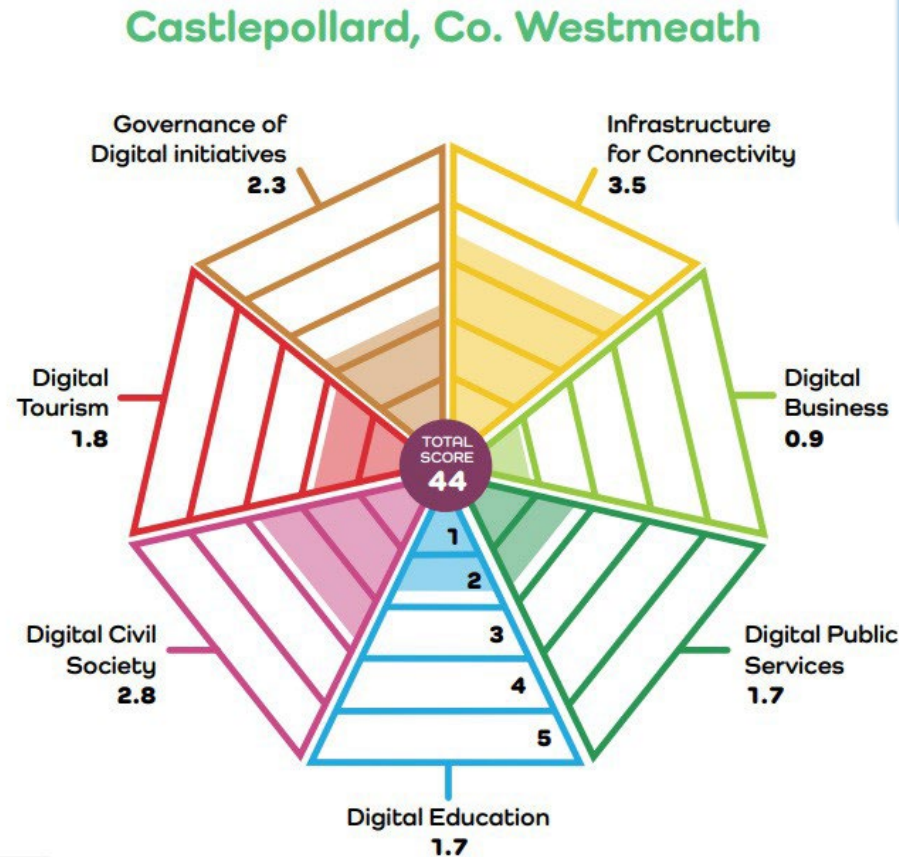 Castlepollard, Co. Westmeath
Governance of
Digital initiatives
2.3
Infrastructure
for Connectivity
3.5
Digital
Tourism
1.8
Digital
Business
0.9
TOTAL
SCORE
44
1
2
3
4
5
Digital Civil
Society
2.8
Digital Public
Services
1.7
Digital Education
1.7